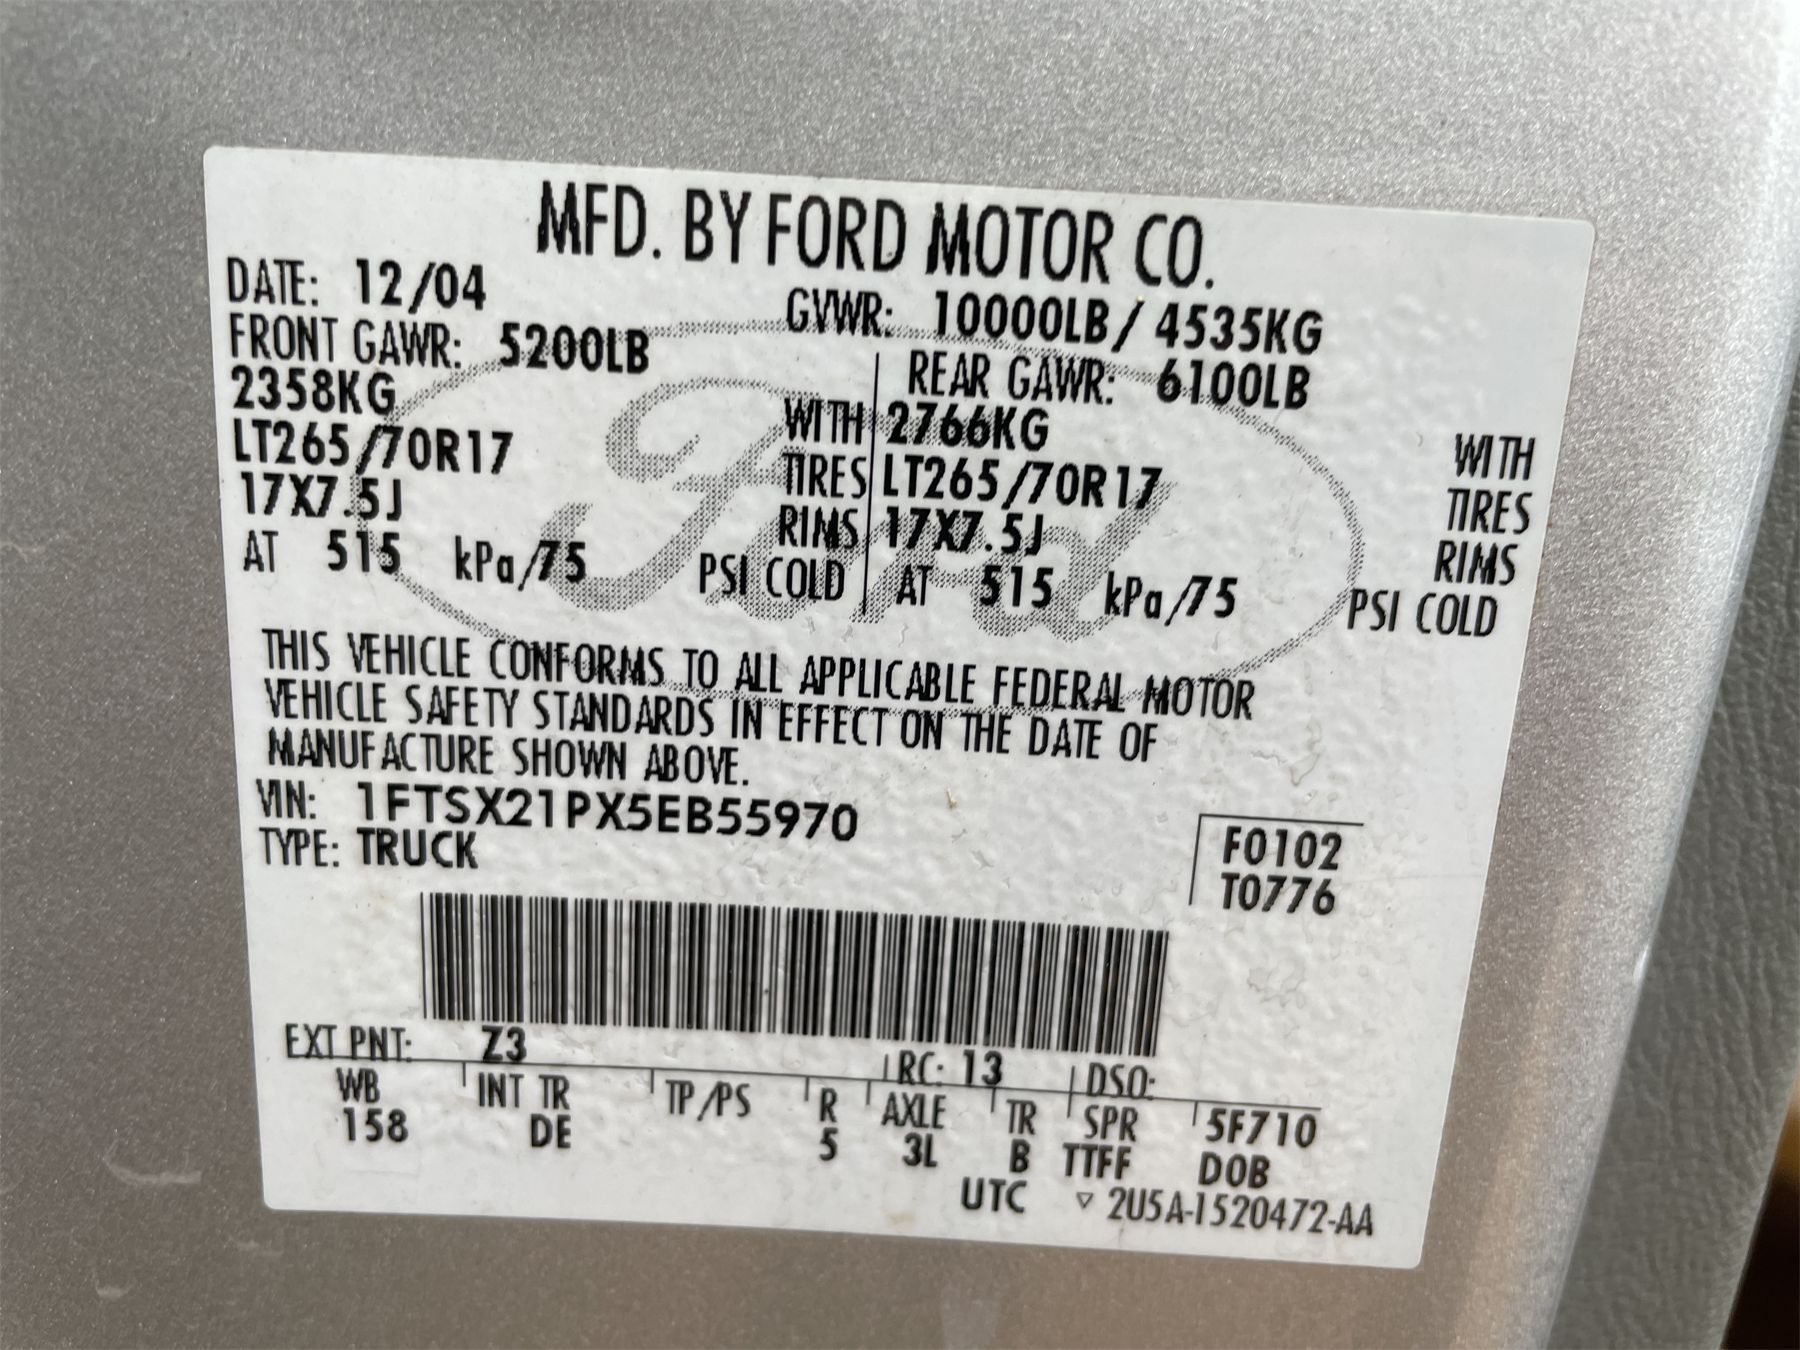 MFD. BY FORD MOTOR CO.
DATE: 12/04
GVWR: 10000LB / 4535KG
FRONT GAWR: 5200LB
REAR GAWR: 6100LB
2358KG WITH
2766KG WITH
LT265/70R17 TIRES
LT265/70R17 TIRES
17X7.5J RIMS
17X7.5J RIMS
AT 515 kPa/75 PSI COLD
AT 515 kPa/75 PSI COLD
Ford
THIS VEHICLE CONFORMS TO ALL APPLICABLE FEDERAL MOTOR
VEHICLE SAFETY STANDARDS IN EFFECT ON THE DATE OF
MANUFACTURE SHOWN ABOVE.
VIN: 1FTSX21PX5EB55970
TYPE: TRUCK
F0102
T0776
EXT PNT: Z3 RC: 13 DSO:
WB INT TR TP/PS R AXLE TR SPR 5F710
158 DE 5 3L B TTFF DOB
UTC ▽ 2U5A-1520472-AA